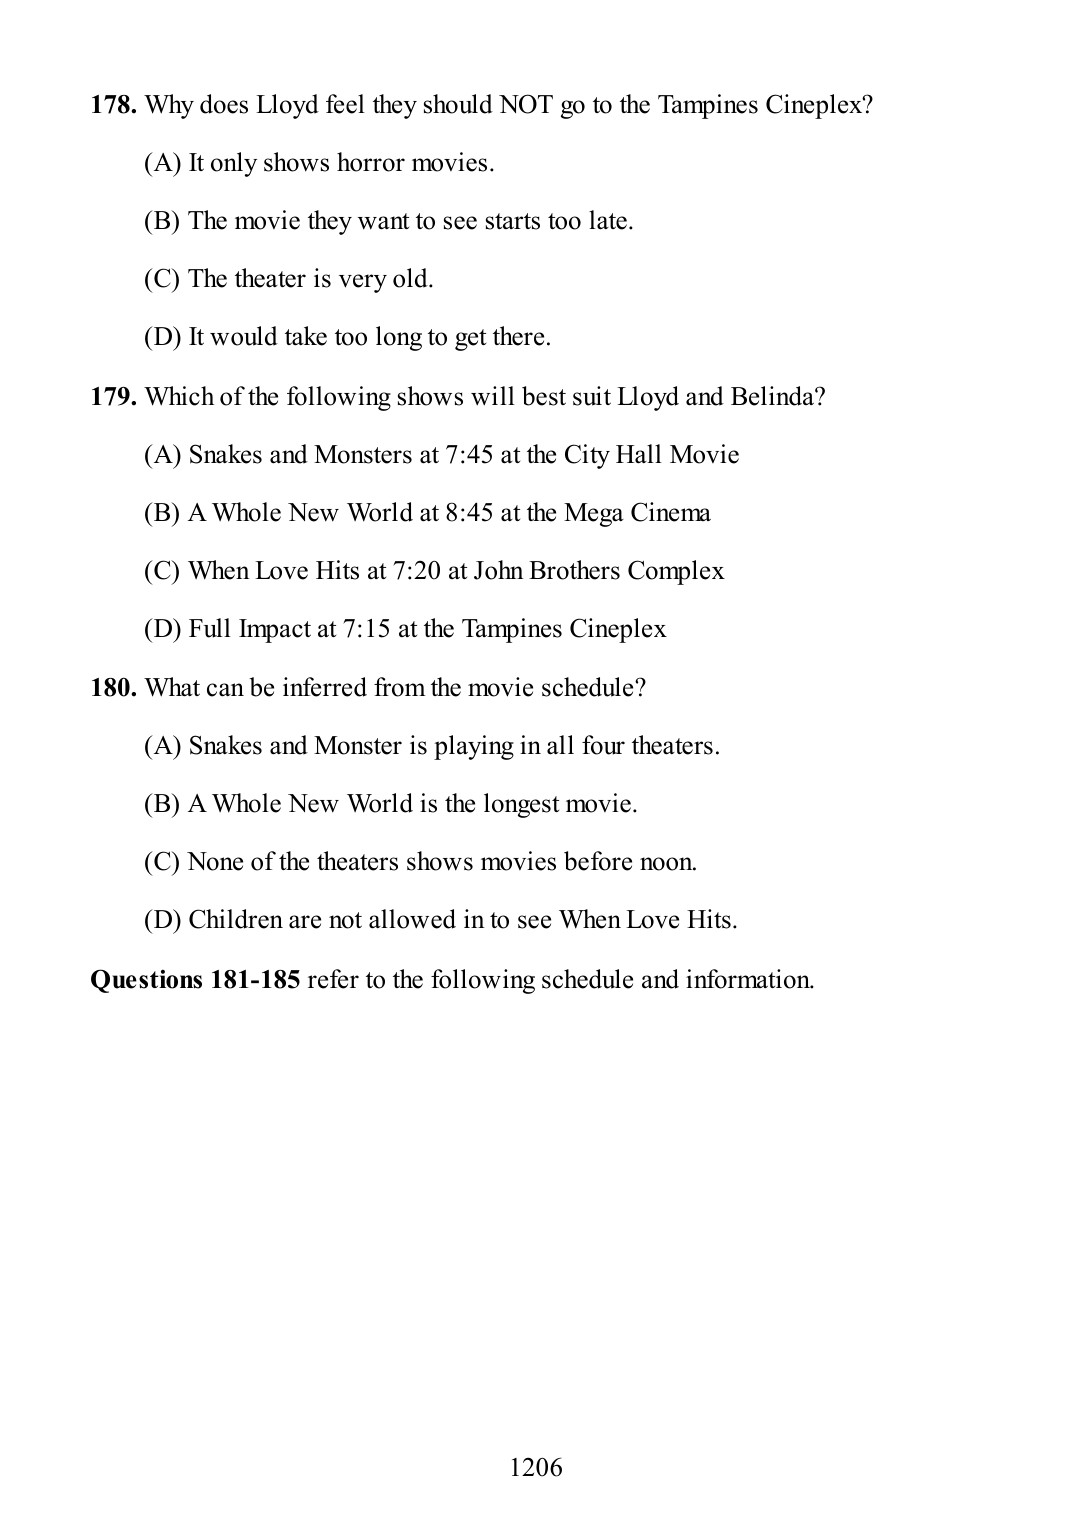 178. Why does Lloyd feel they should NOT go to the Tampines Cineplex?
(A) It only shows horror movies.
(B) The movie they want to see starts too late.
(C) The theater is very old.
(D) It would take too long to get there.
179. Which of the following shows will best suit Lloyd and Belinda?
(A) Snakes and Monsters at 7:45 at the City Hall Movie
(B) A Whole New World at 8:45 at the Mega Cinema
(C) When Love Hits at 7:20 at John Brothers Complex
(D) Full Impact at 7:15 at the Tampines Cineplex
180. What can be inferred from the movie schedule?
(A) Snakes and Monster is playing in all four theaters.
(B) A Whole New World is the longest movie.
(C) None of the theaters shows movies before noon.
(D) Children are not allowed in to see When Love Hits.
Questions 181-185 refer to the following schedule and information.
1206